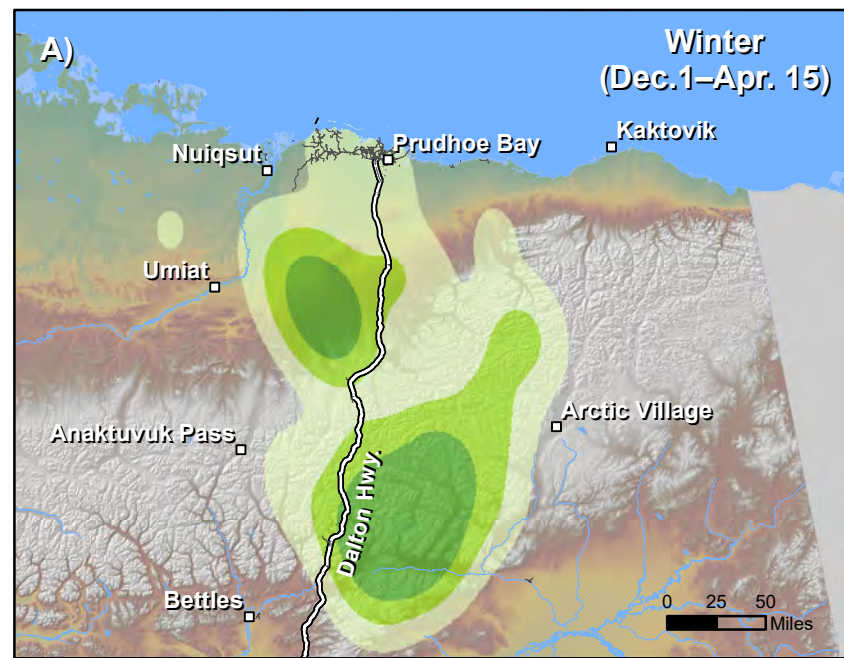 A)
Winter
(Dec.1–Apr. 15)
Nuiqsut
Prudhoe Bay
Kaktovik
Umiat
Anaktuvuk Pass
Arctic Village
Dalton Hwy.
Bettles
0 25 50
Miles